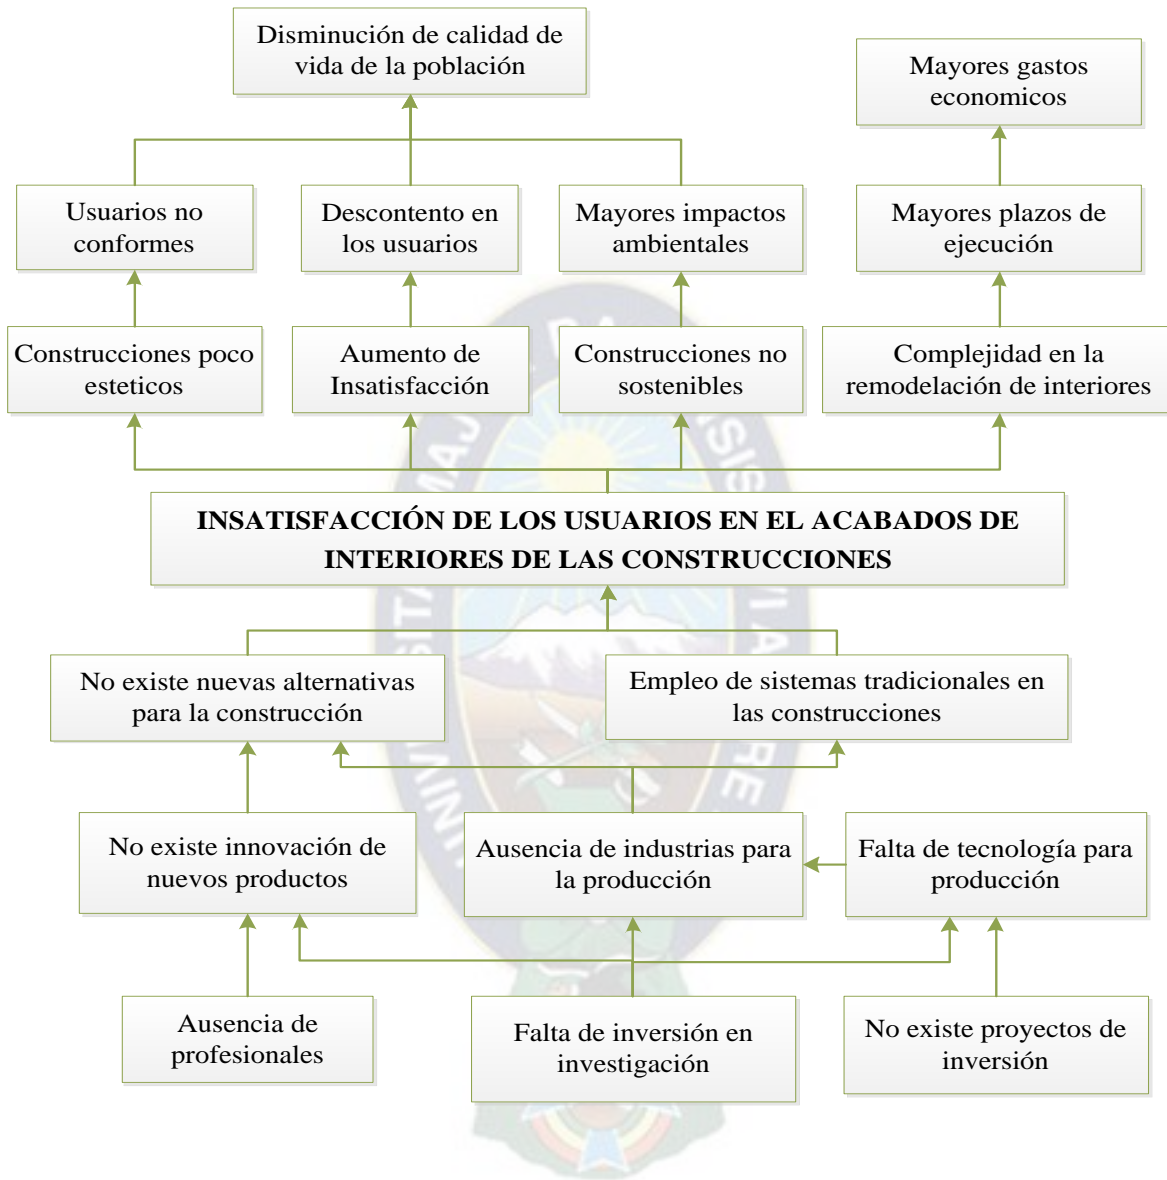 Disminución de calidad de
vida de la población
Mayores gastos
economicos
Usuarios no
conformes
Descontento en
los usuarios
Mayores impactos
ambientales
Mayores plazos de
ejecución
Construcciones poco
esteticos
Aumento de
Insatisfacción
Construcciones no
sostenibles
Complejidad en la
remodelación de interiores
INSATISFACCIÓN DE LOS USUARIOS EN EL ACABADOS DE
INTERIORES DE LAS CONSTRUCCIONES
No existe nuevas alternativas
para la construcción
Empleo de sistemas tradicionales en
las construcciones
No existe innovación de
nuevos productos
Ausencia de industrias para
la producción
Falta de tecnología para
producción
Ausencia de
profesionales
Falta de inversión en
investigación
No existe proyectos de
inversión